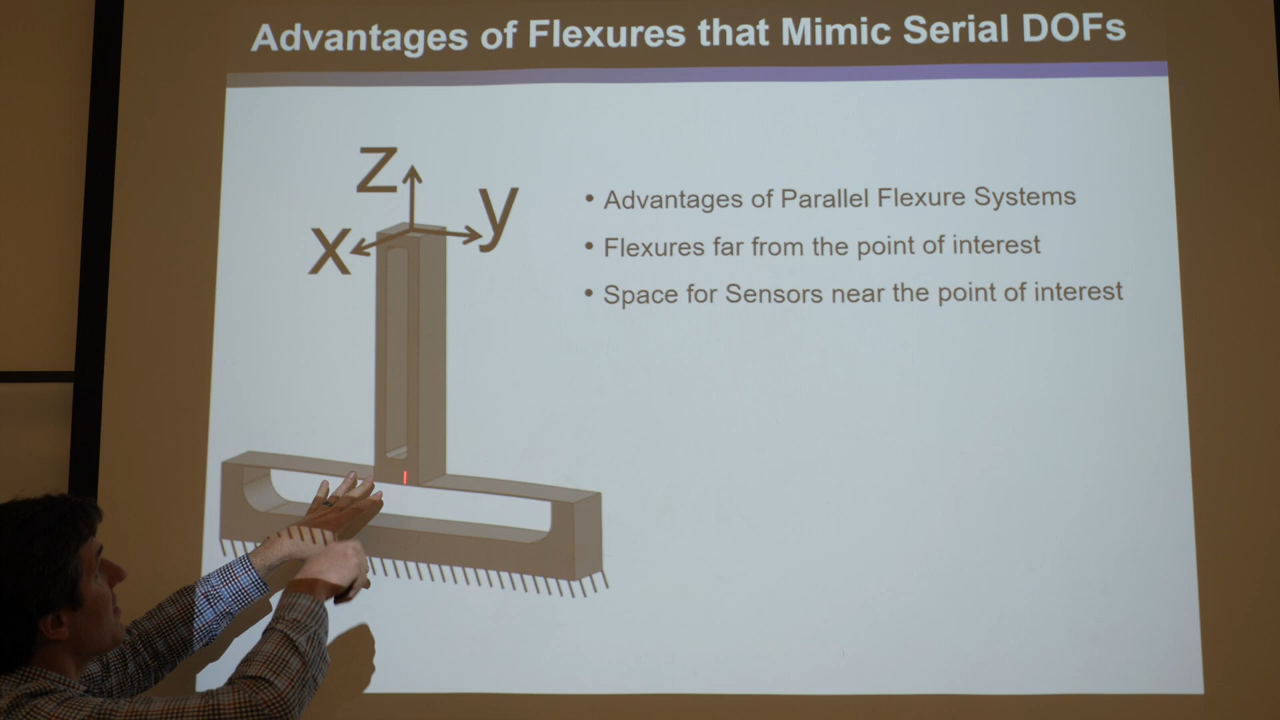 Advantages of Flexures that Mimic Serial DOFs
z
y
x
• Advantages of Parallel Flexure Systems
• Flexures far from the point of interest
• Space for Sensors near the point of interest